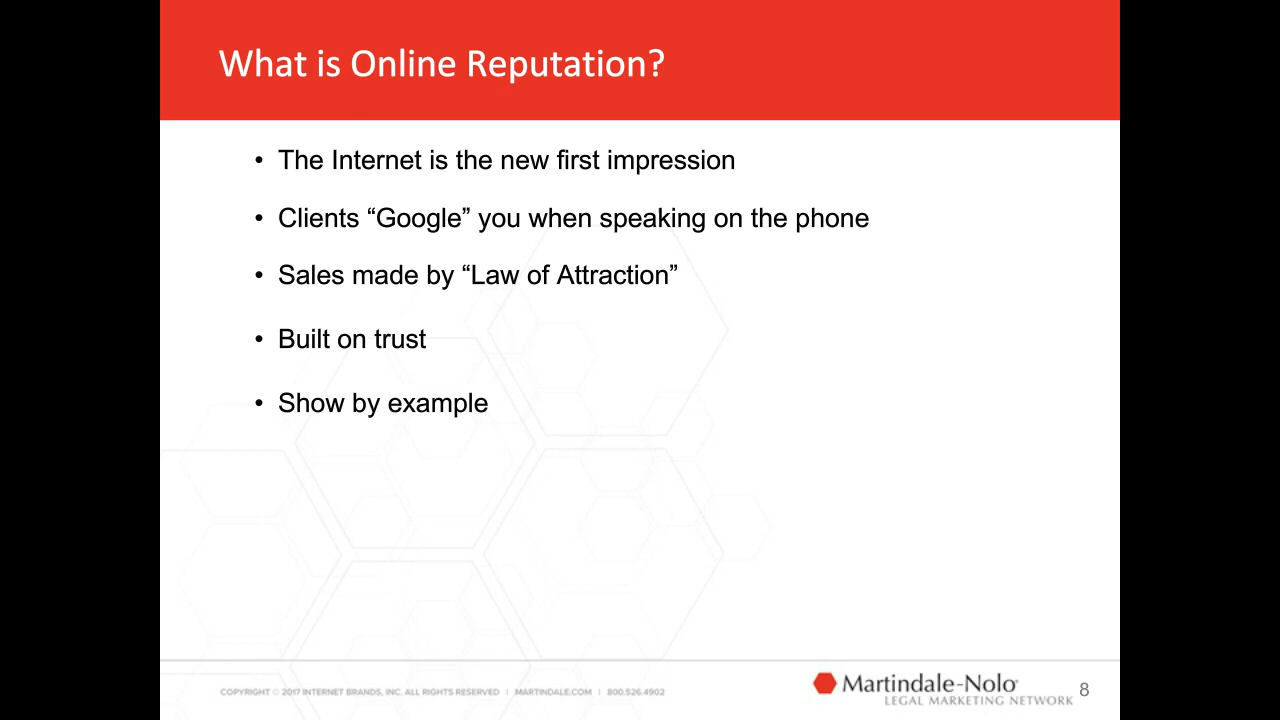 What is Online Reputation?
• The Internet is the new first impression
• Clients “Google” you when speaking on the phone
• Sales made by “Law of Attraction”
• Built on trust
• Show by example
COPYRIGHT © 2017 INTERNET BRANDS, INC. ALL RIGHTS RESERVED | MARTINDALE.COM | 800.526.4902
Martindale-Nolo®
LEGAL MARKETING NETWORK
8